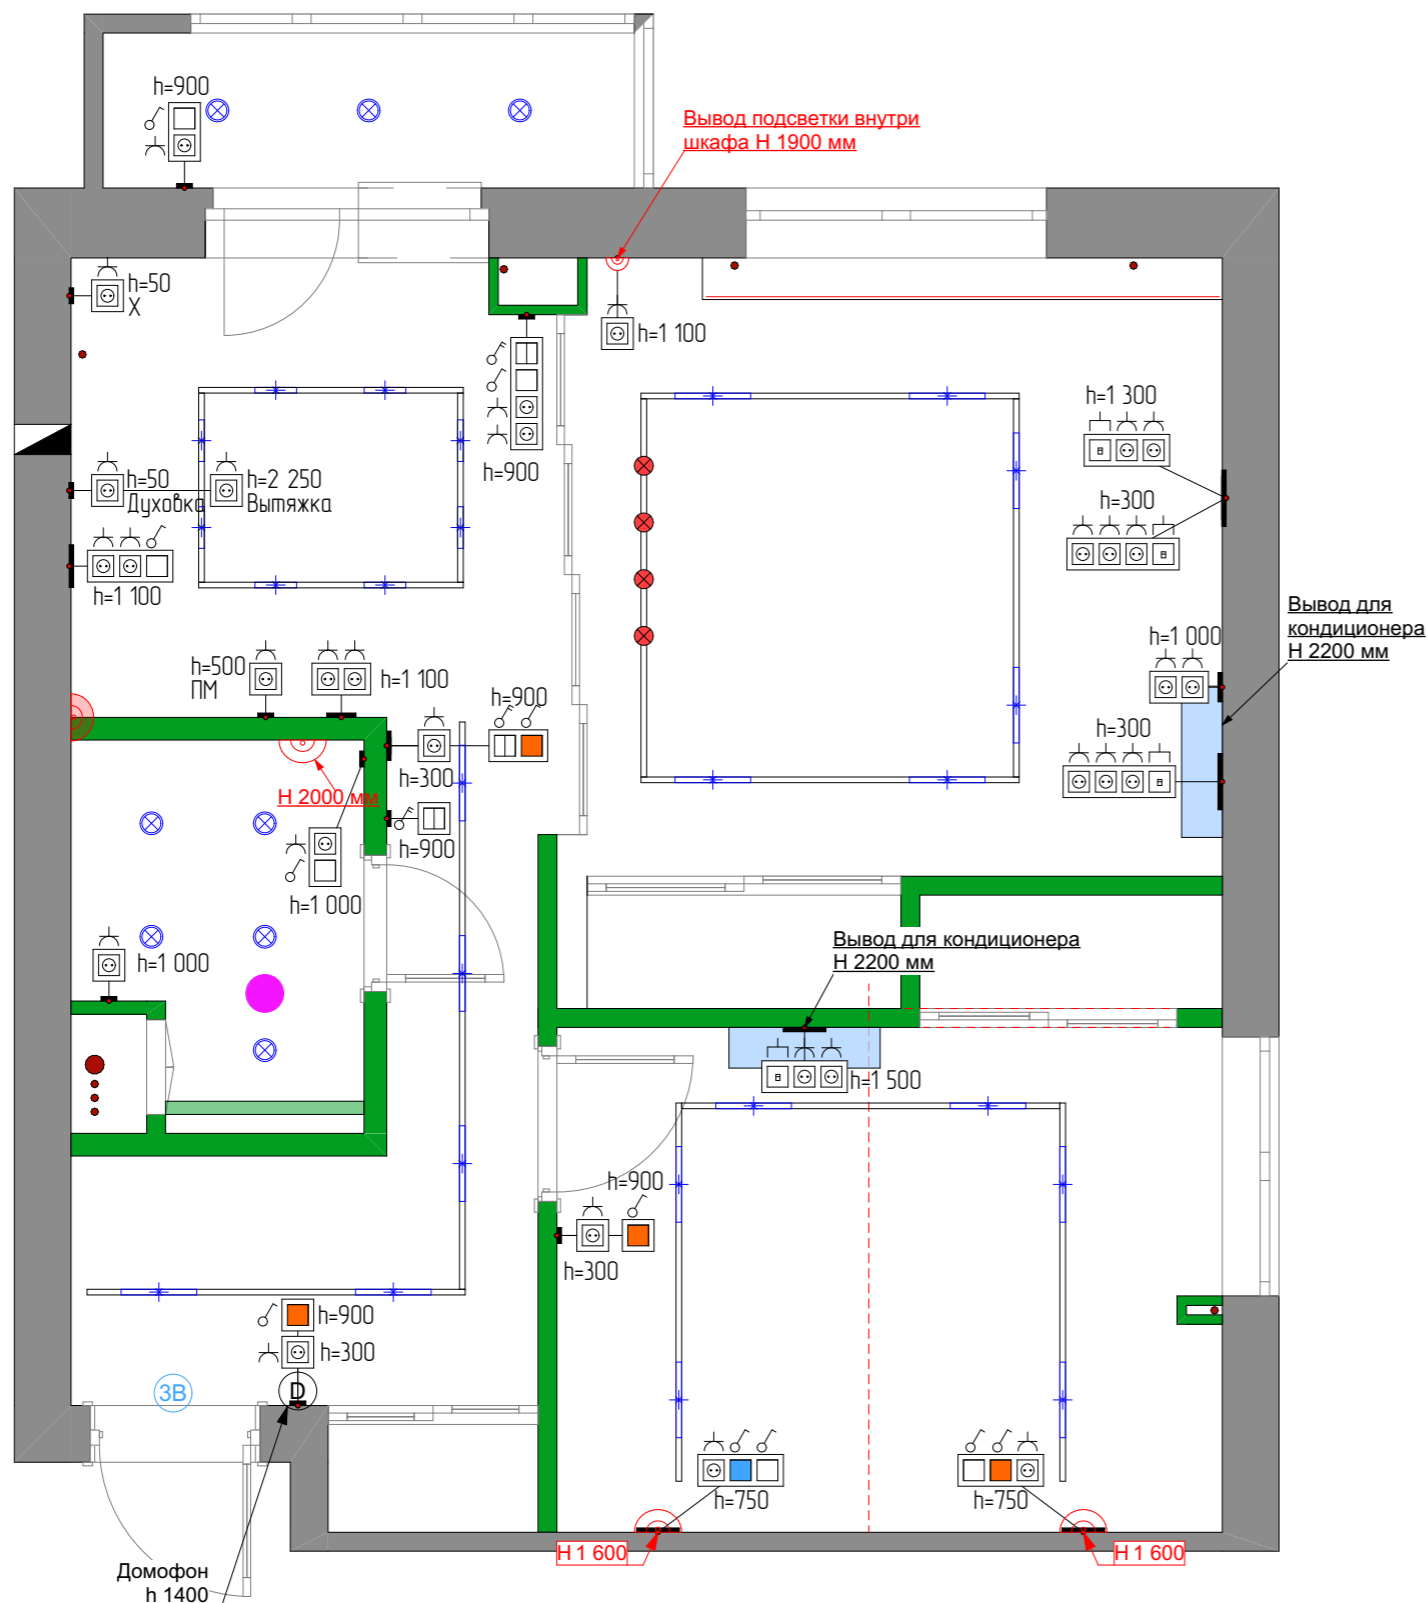 h=900
Вывод подсветки внутри
шкафа Н 1900 мм
h=50
X
h=1 100
h=1 300
h=900
h=50
Духовка
h=2 250
Вытяжка
h=300
h=1 100
Вывод для
кондиционера
Н 2200 мм
h=1 000
h=500
ПМ
h=1 100
h=900
h=300
h=300
Н 2000 мм
h=900
h=1 000
h=1 000
Вывод для кондиционера
Н 2200 мм
h=1 500
h=900
h=300
h=900
h=300
3В
D
h=750
h=750
Н 1 600
Н 1 600
Домофон
h 1400